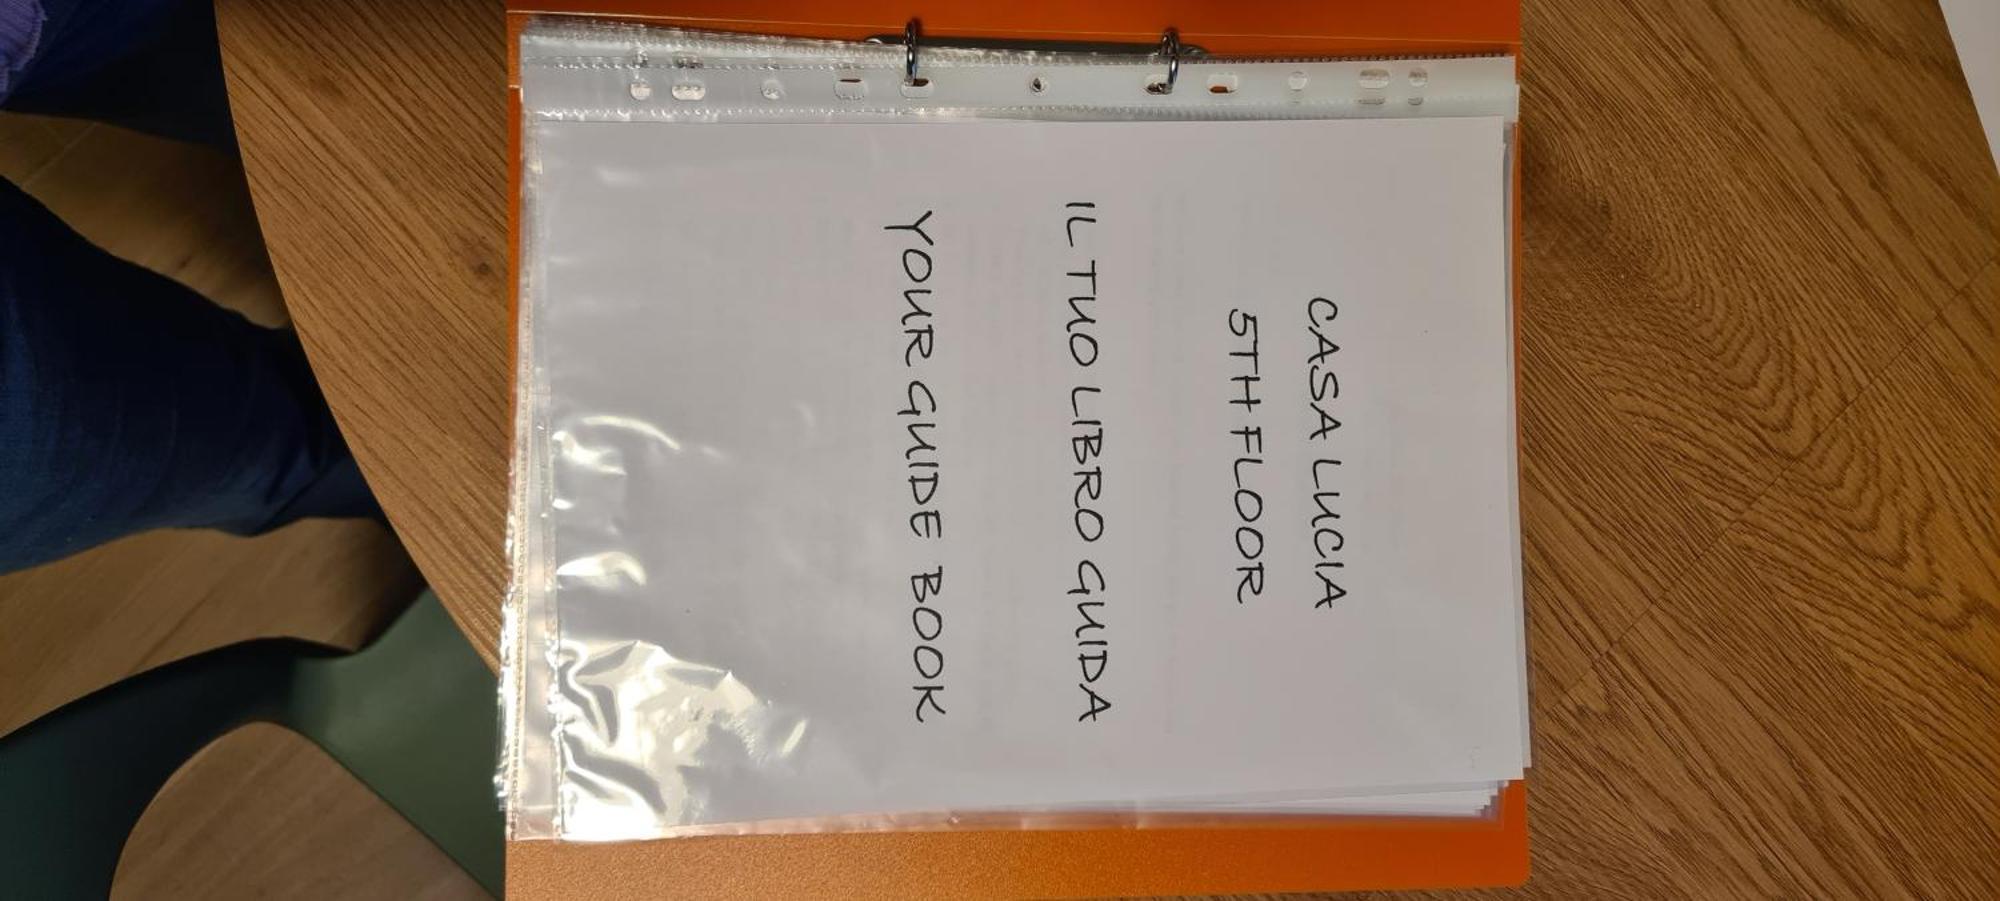 CASA LUCIA
5TH FLOOR
IL TUO LIBRO GUIDA
YOUR GUIDE BOOK